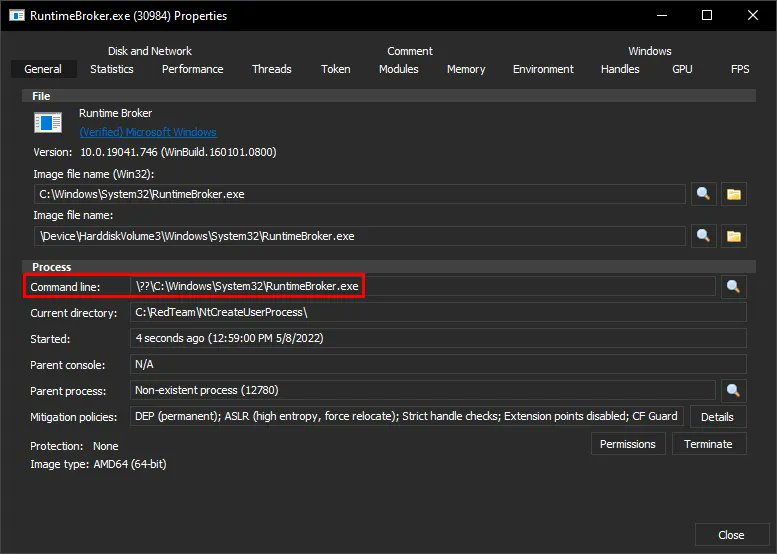 RuntimeBroker.exe (30984) Properties
Disk and Network Comment Windows
General Statistics Performance Threads Token Modules Memory Environment Handles GPU FPS
File
Runtime Broker
(Verified) Microsoft Windows
Version: 10.0.19041.746 (WinBuild.160101.0800)
Image file name (Win32):
C:\Windows\System32\RuntimeBroker.exe
Image file name:
\Device\HarddiskVolume3\Windows\System32\RuntimeBroker.exe
Process
Command line: \??\C:\Windows\System32\RuntimeBroker.exe
Current directory: C:\RedTeam\NtCreateUserProcess\
Started: 4 seconds ago (12:59:00 PM 5/8/2022)
Parent console: N/A
Parent process: Non-existent process (12780)
Mitigation policies: DEP (permanent); ASLR (high entropy, force relocate); Strict handle checks; Extension points disabled; CF Guard Details
Protection: None Permissions Terminate
Image type: AMD64 (64-bit)
Close